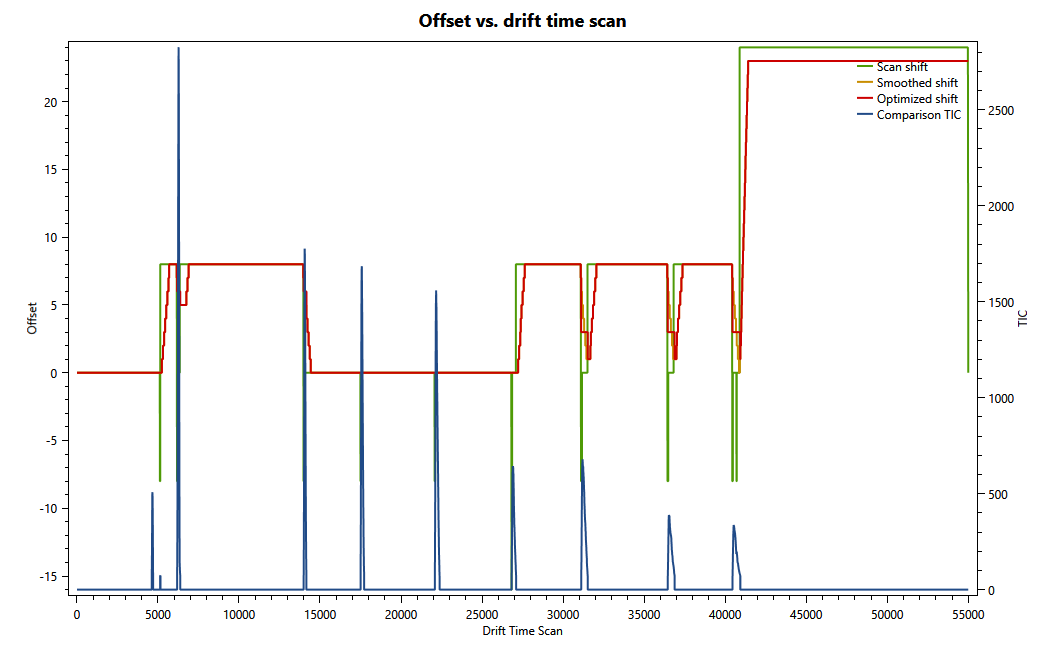 Offset vs. drift time scan
Scan shift
Smoothed shift
Optimized shift
Comparison TIC
20
15
10
5
0
-5
-10
-15
Offset
2500
2000
1500
1000
500
0
TIC
0 5000 10000 15000 20000 25000 30000 35000 40000 45000 50000 55000
Drift Time Scan